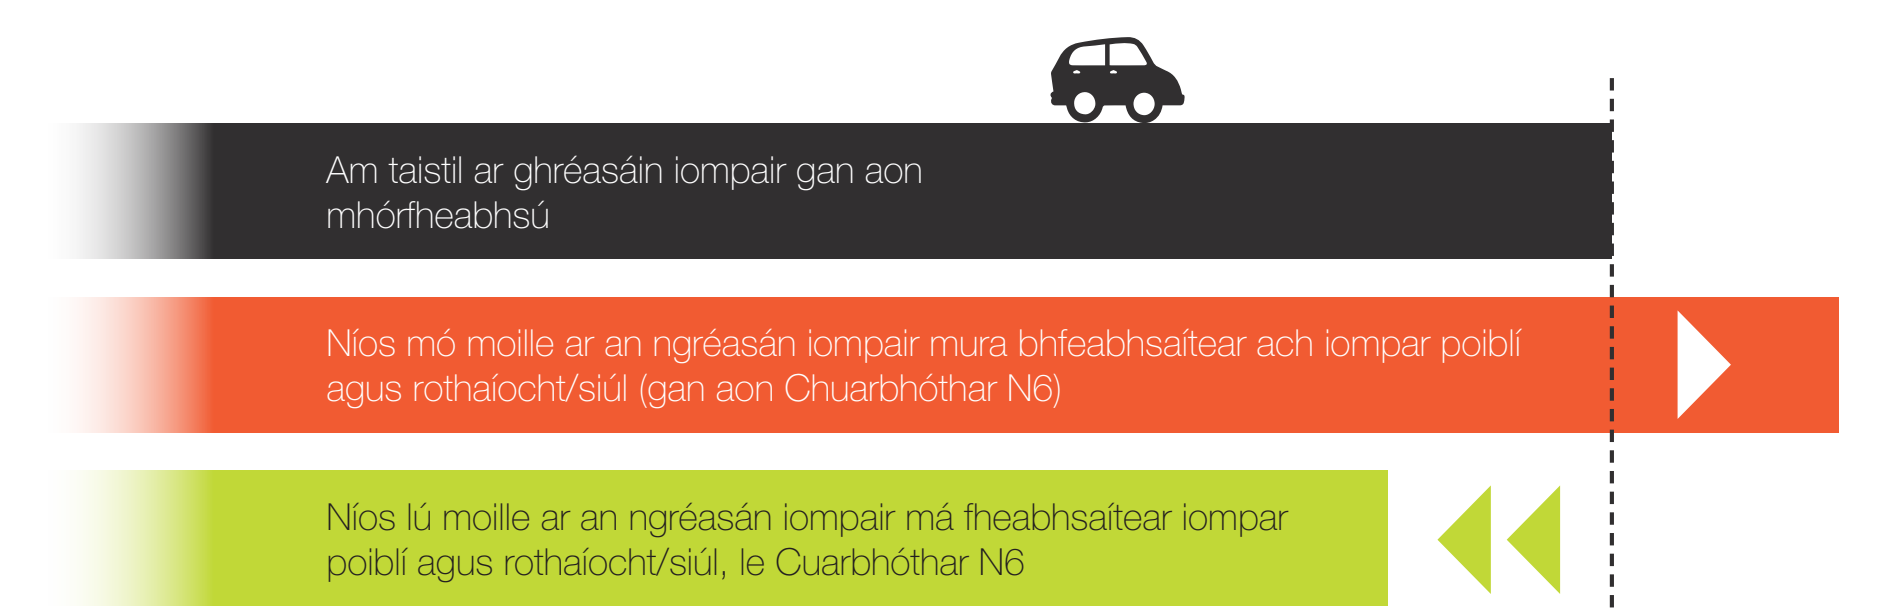 Am taistil ar ghréasáin iompair gan aon
mhórfheabhsú
Níos mó moille ar an ngréasán iompair mura bhfeabhsaítear ach iompar poiblí
agus rothaíocht/siúl (gan aon Chuarbhóthar N6)
Níos lú moille ar an ngréasán iompair má fheabhsaítear iompar
poiblí agus rothaíocht/siúl, le Cuarbhóthar N6